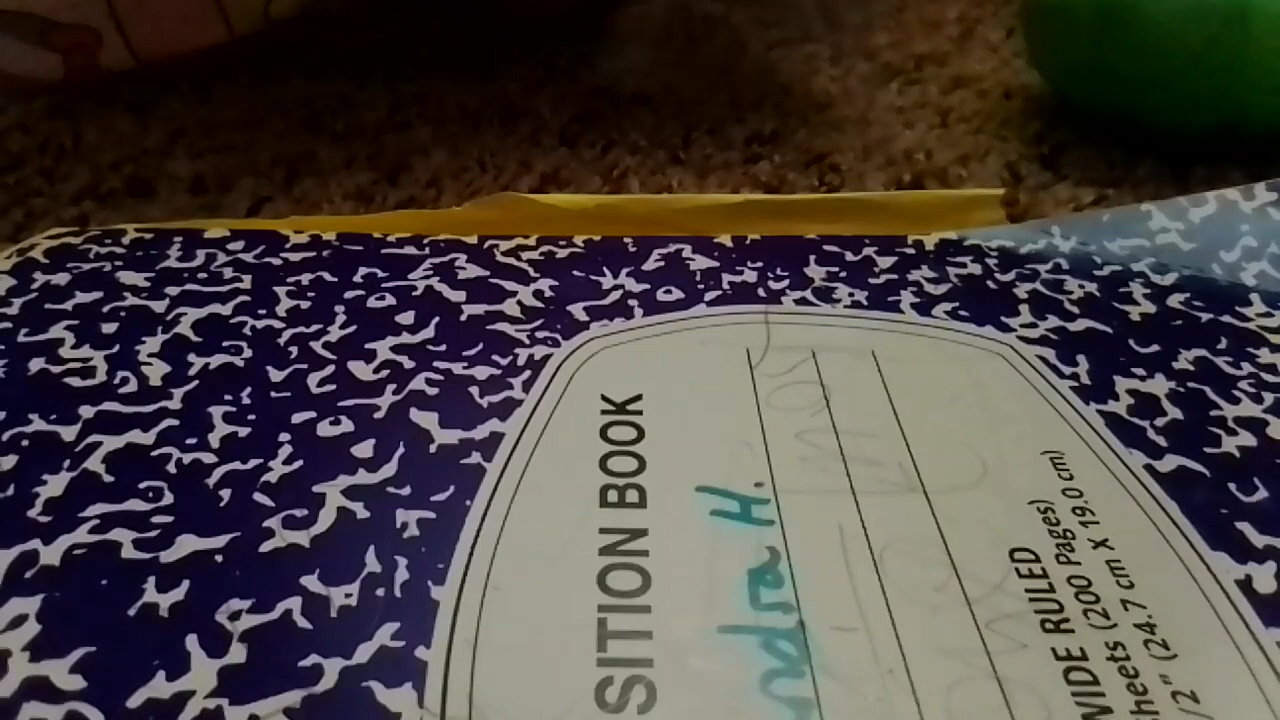 SITION BOOK
ndra H.
WIDE RULED
heets (200 Pages)
/2" (24.7 cm X 19.0 cm)